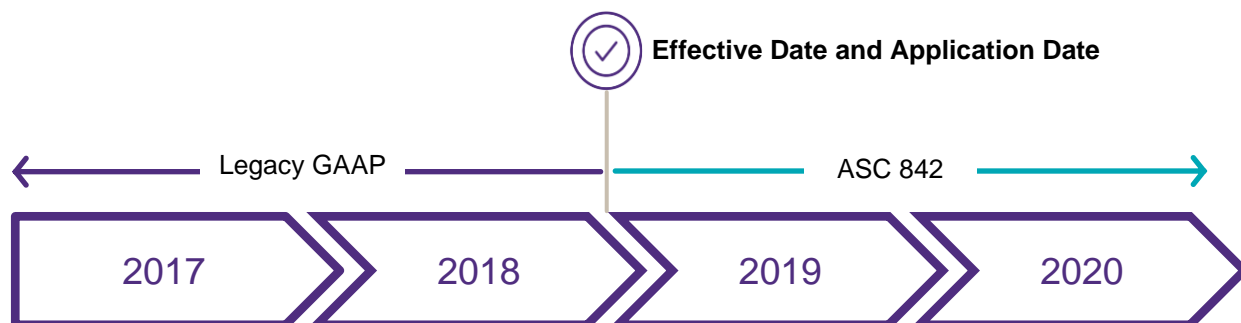 Effective Date and Application Date
Legacy GAAP
ASC 842
2017
2018
2019
2020